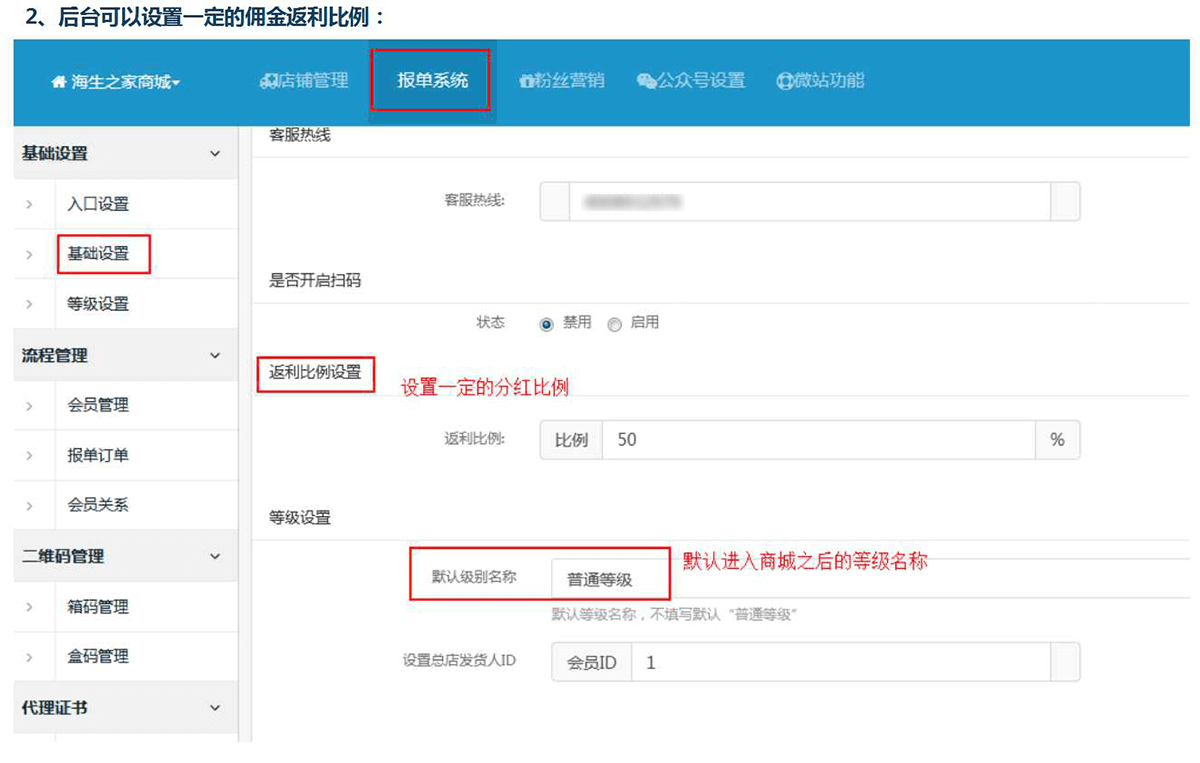 2、后台可以设置一定的佣金返利比例：
海生之家商城 店铺管理 报单系统 粉丝营销 公众号设置 微站功能
基础设置
入口设置
基础设置
等级设置
流程管理
会员管理
报单订单
会员关系
二维码管理
箱码管理
盒码管理
代理证书
客服热线
客服热线:
是否开启扫码
状态 禁用 启用
返利比例设置
设置一定的分红比例
返利比例: 比例 50 %
等级设置
默认级别名称 普通等级
默认进入商城之后的等级名称
默认等级名称，不填写默认“普通等级”
设置总店发货人ID 会员ID 1